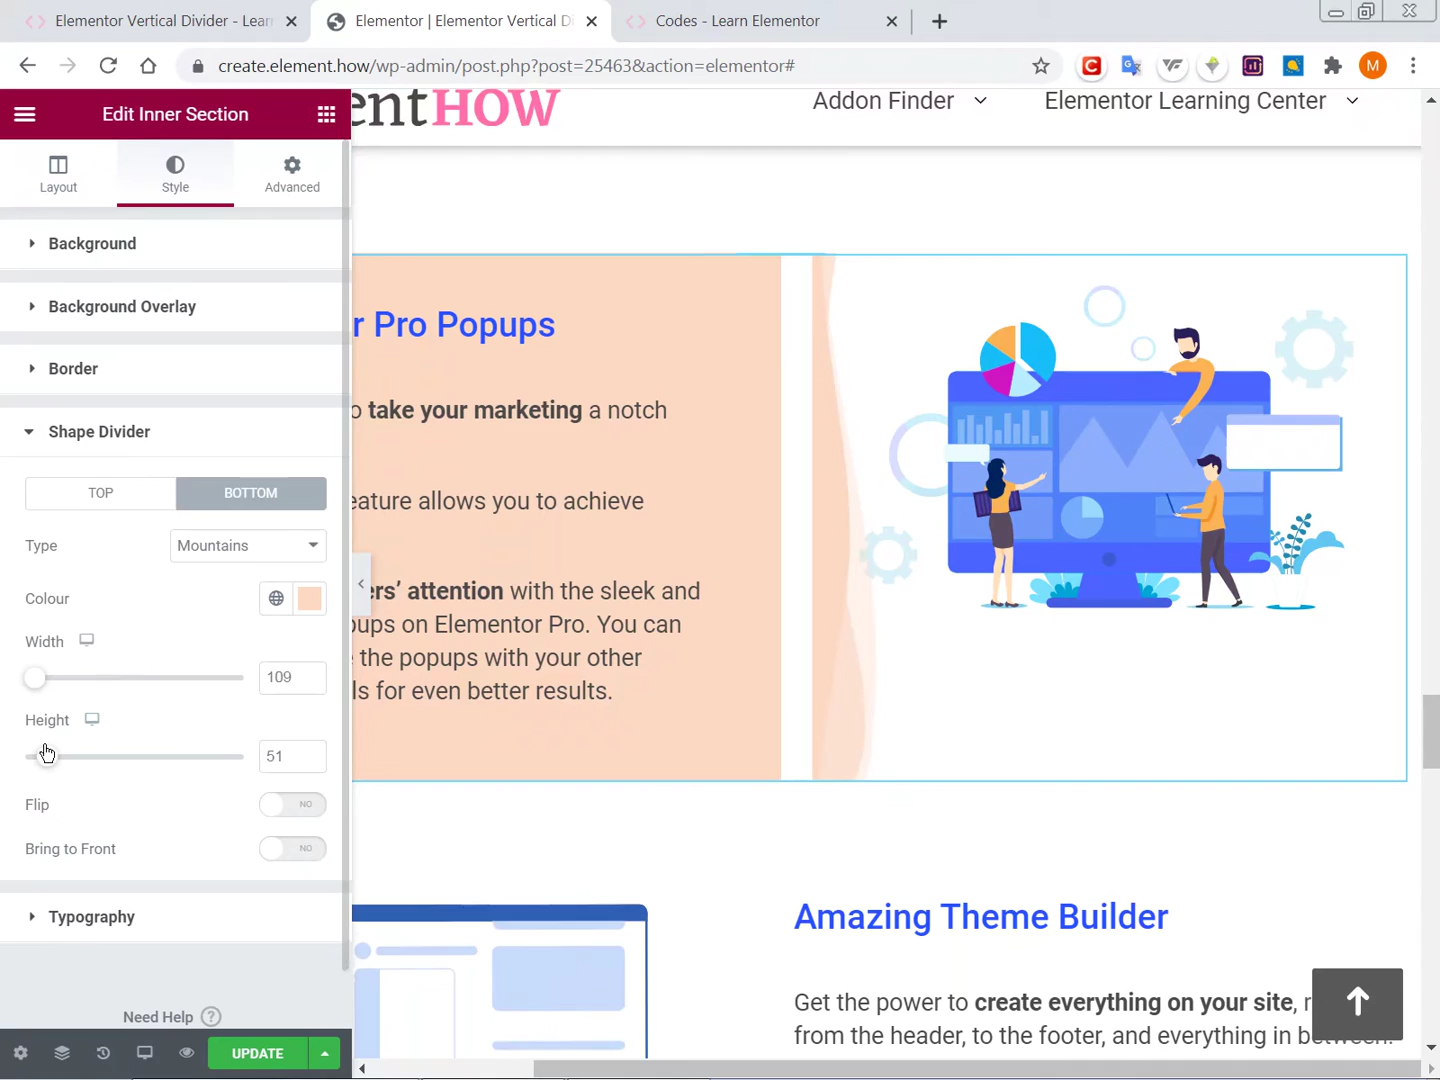 Elementor Vertical Divider - Lear
Elementor | Elementor Vertical D
Codes - Learn Elementor
create.element.how/wp-admin/post.php?post=25463&action=elementor#
M
Edit Inner Section
entHOW
Addon Finder
Elementor Learning Center
Layout
Style
Advanced
Background
Background Overlay
Border
Shape Divider
TOP
BOTTOM
Type
Mountains
Colour
Width
109
Height
51
Flip
NO
Bring to Front
NO
Typography
Need Help ?
UPDATE
r Pro Popups
o take your marketing a notch
eature allows you to achieve
ers’ attention with the sleek and
oups on Elementor Pro. You can
e the popups with your other
ls for even better results.
Amazing Theme Builder
Get the power to create everything on your site, r
from the header, to the footer, and everything in between.